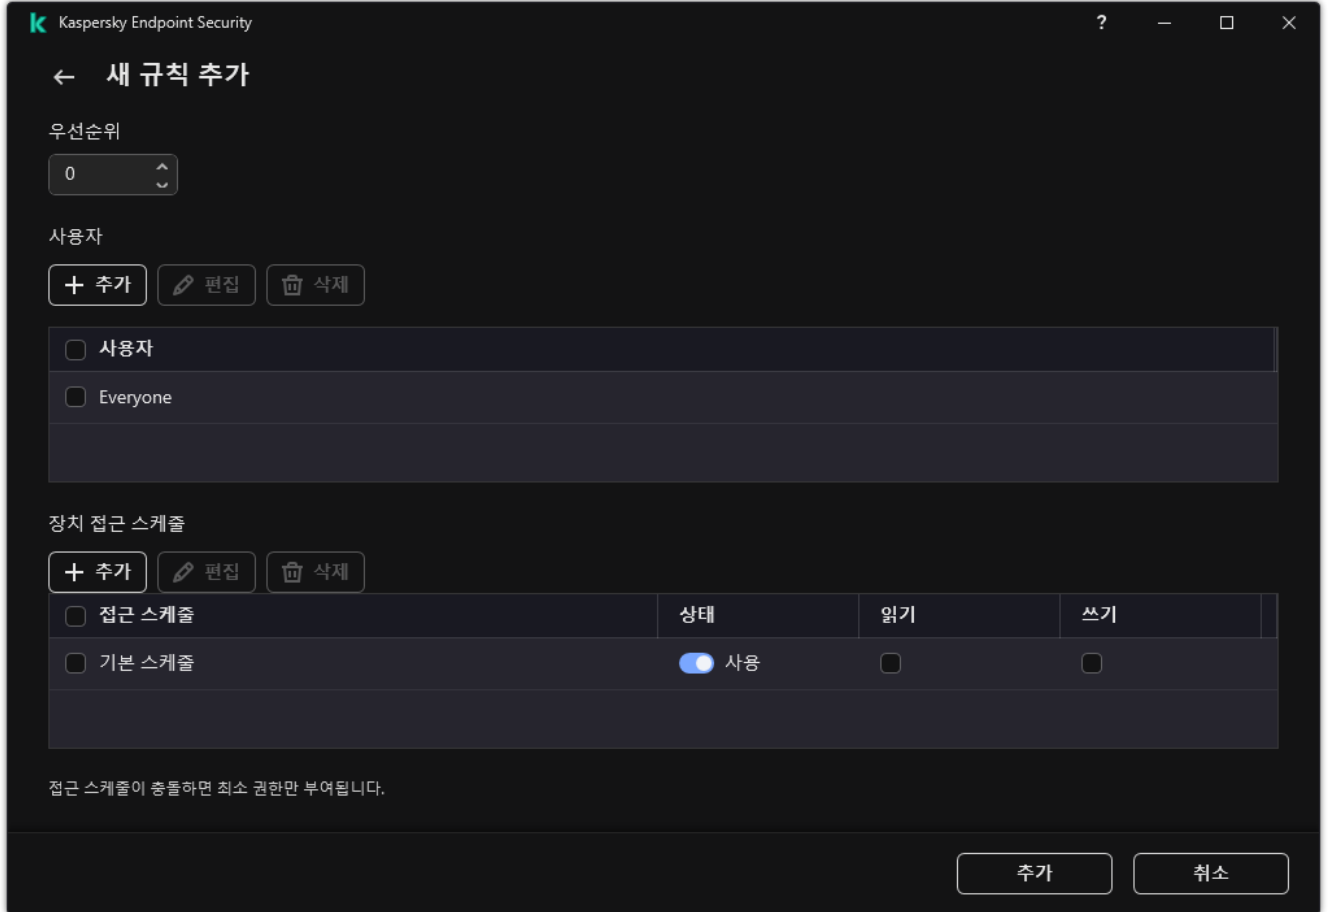 Kaspersky Endpoint Security ?
새 규칙 추가
우선순위
0
사용자
추가 편집 삭제
사용자
Everyone
장치 접근 스케줄
추가 편집 삭제
접근 스케줄 상태 읽기 쓰기
기본 스케줄 사용
접근 스케줄이 충돌하면 최소 권한만 부여됩니다.
추가 취소